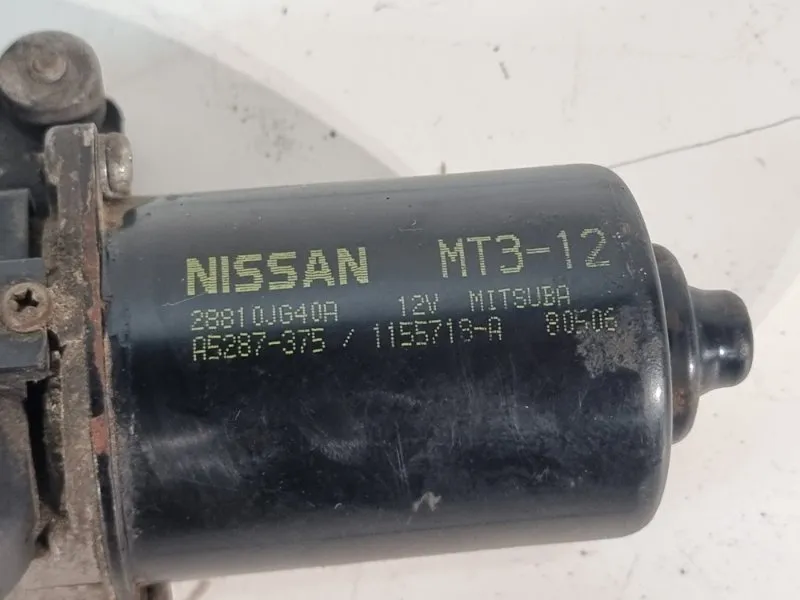 NISSAN MT3-12
28810JG40A 12V MITSUBA
A5287-375 / 1155718-A 80506